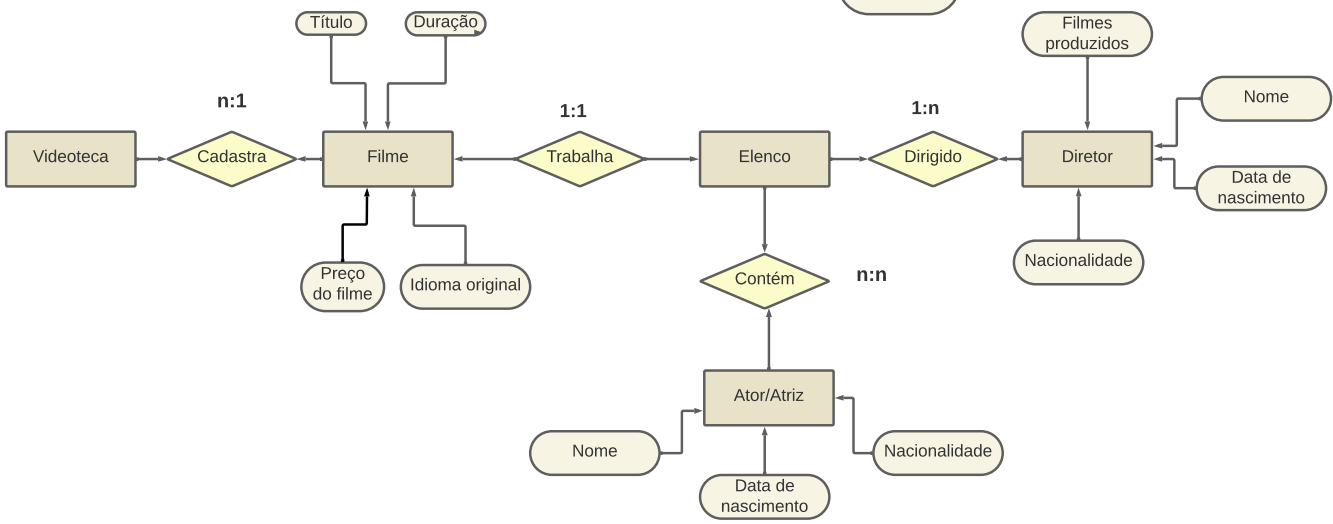 Título
Duração
Filmes
produzidos
n:1
1:1
1:n
Nome
Videoteca
Cadastra
Filme
Trabalha
Elenco
Dirigido
Diretor
Data de
nascimento
Preço
do filme
Idioma original
Contém
n:n
Nacionalidade
Ator/Atriz
Nome
Nacionalidade
Data de
nascimento